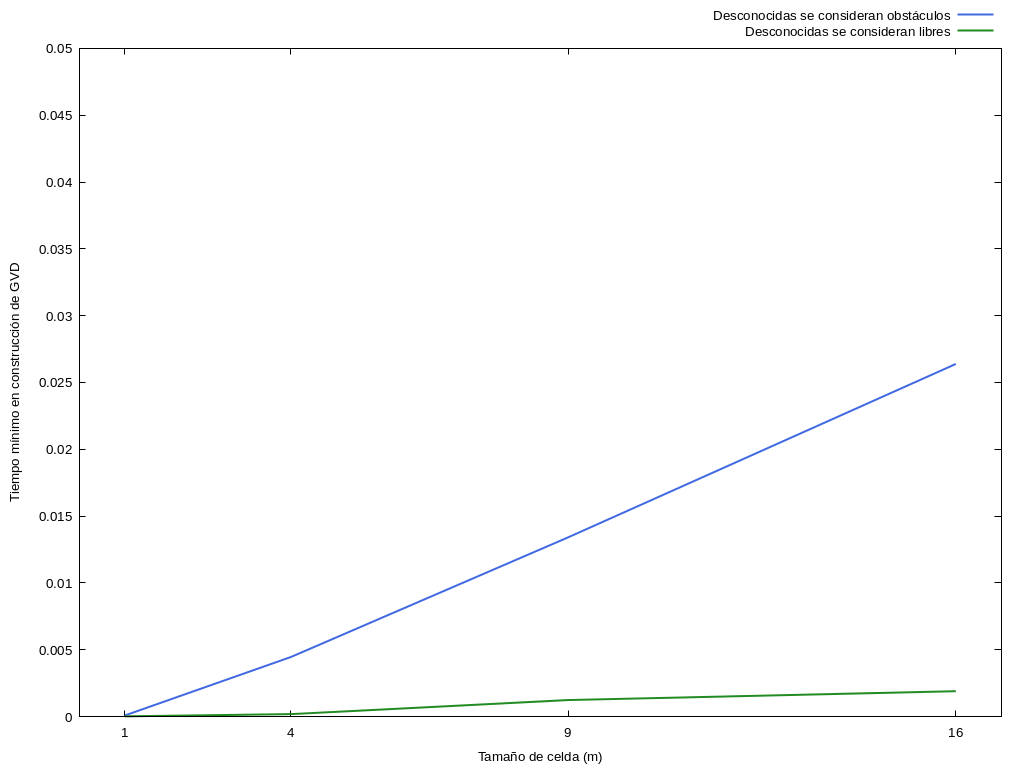 Desconocidas se consideran obstáculos
Desconocidas se consideran libres
0.05
0.045
0.04
0.035
0.03
0.025
0.02
0.015
0.01
0.005
0
Tiempo mínimo en construcción de GVD
1 4 9 16
Tamaño de celda (m)